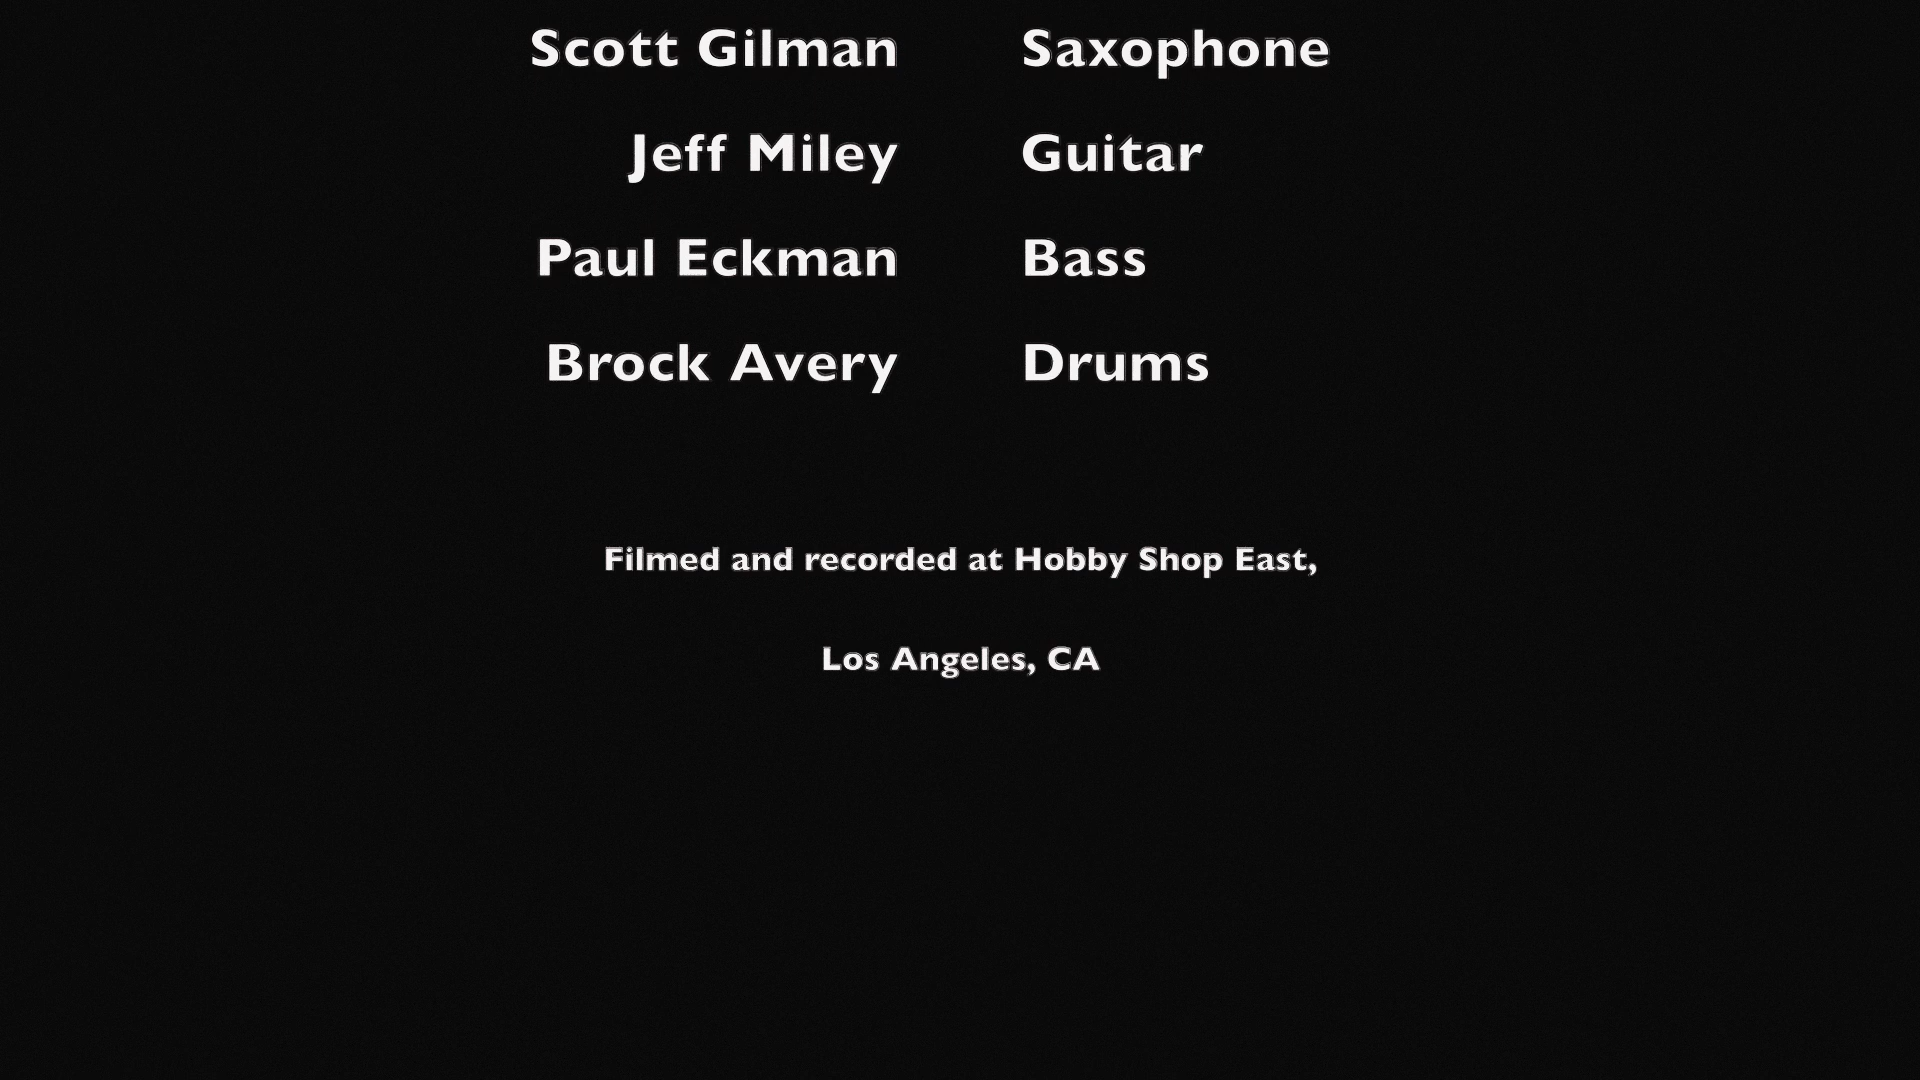 Scott Gilman Saxophone
Jeff Miley Guitar
Paul Eckman Bass
Brock Avery Drums
Filmed and recorded at Hobby Shop East,
Los Angeles, CA